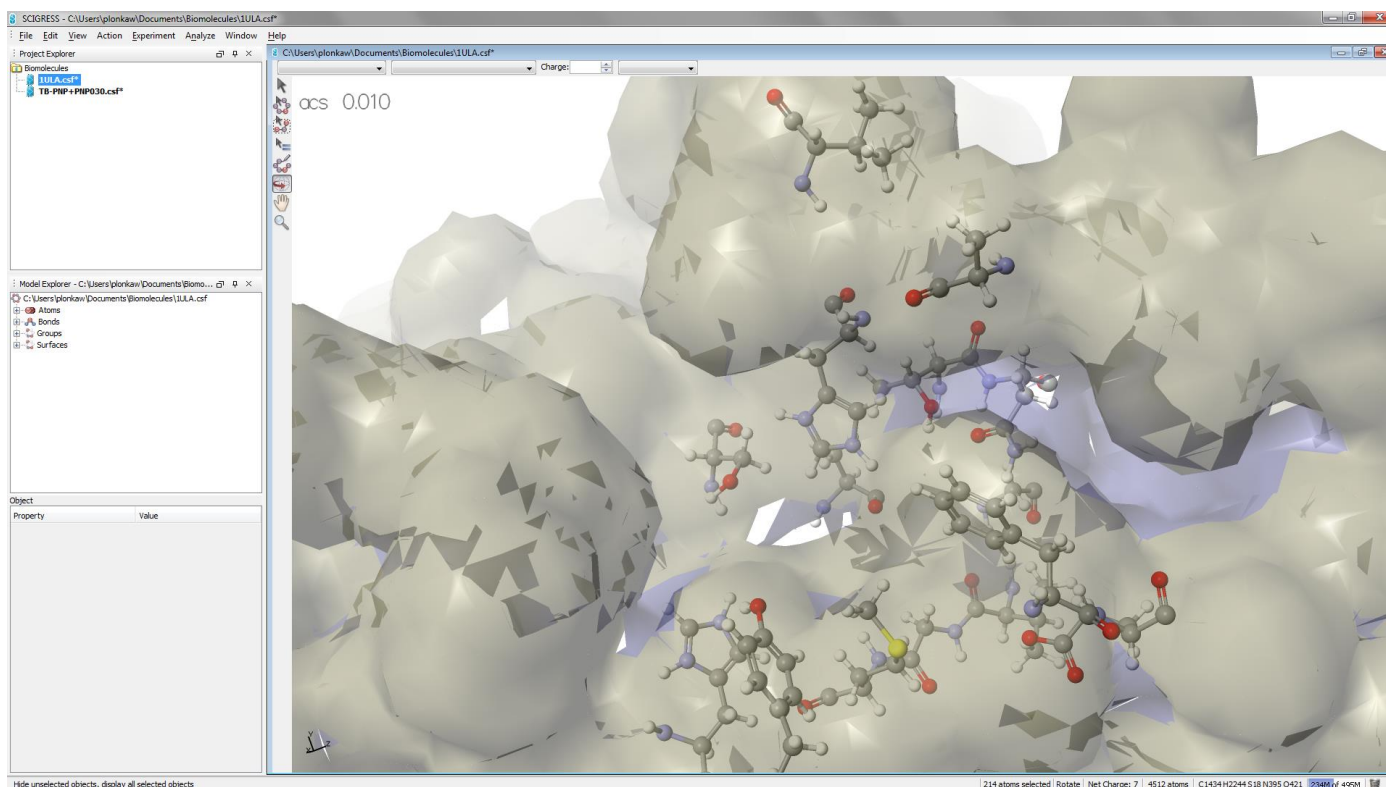 SCIGRESS - C:\Users\plonkaw\Documents\Biomolecules\1ULA.csf*
File Edit View Action Experiment Analyze Window Help
Project Explorer
Biomolecules
1ULA.csf*
TB-PNP+PNP030.csf*
Model Explorer - C:\Users\plonkaw\Documents\Biomo...
C:\Users\plonkaw\Documents\Biomolecules\1ULA.csf
Atoms
Bonds
Groups
Surfaces
Object
Property Value
C:\Users\plonkaw\Documents\Biomolecules\1ULA.csf*
Charge:
acs 0.010
Y
X Z
Hide unselected objects, display all selected objects
214 atoms selected Rotate Net Charge: 7 4512 atoms C1434 H2244 S18 N395 O421 234M of 495M